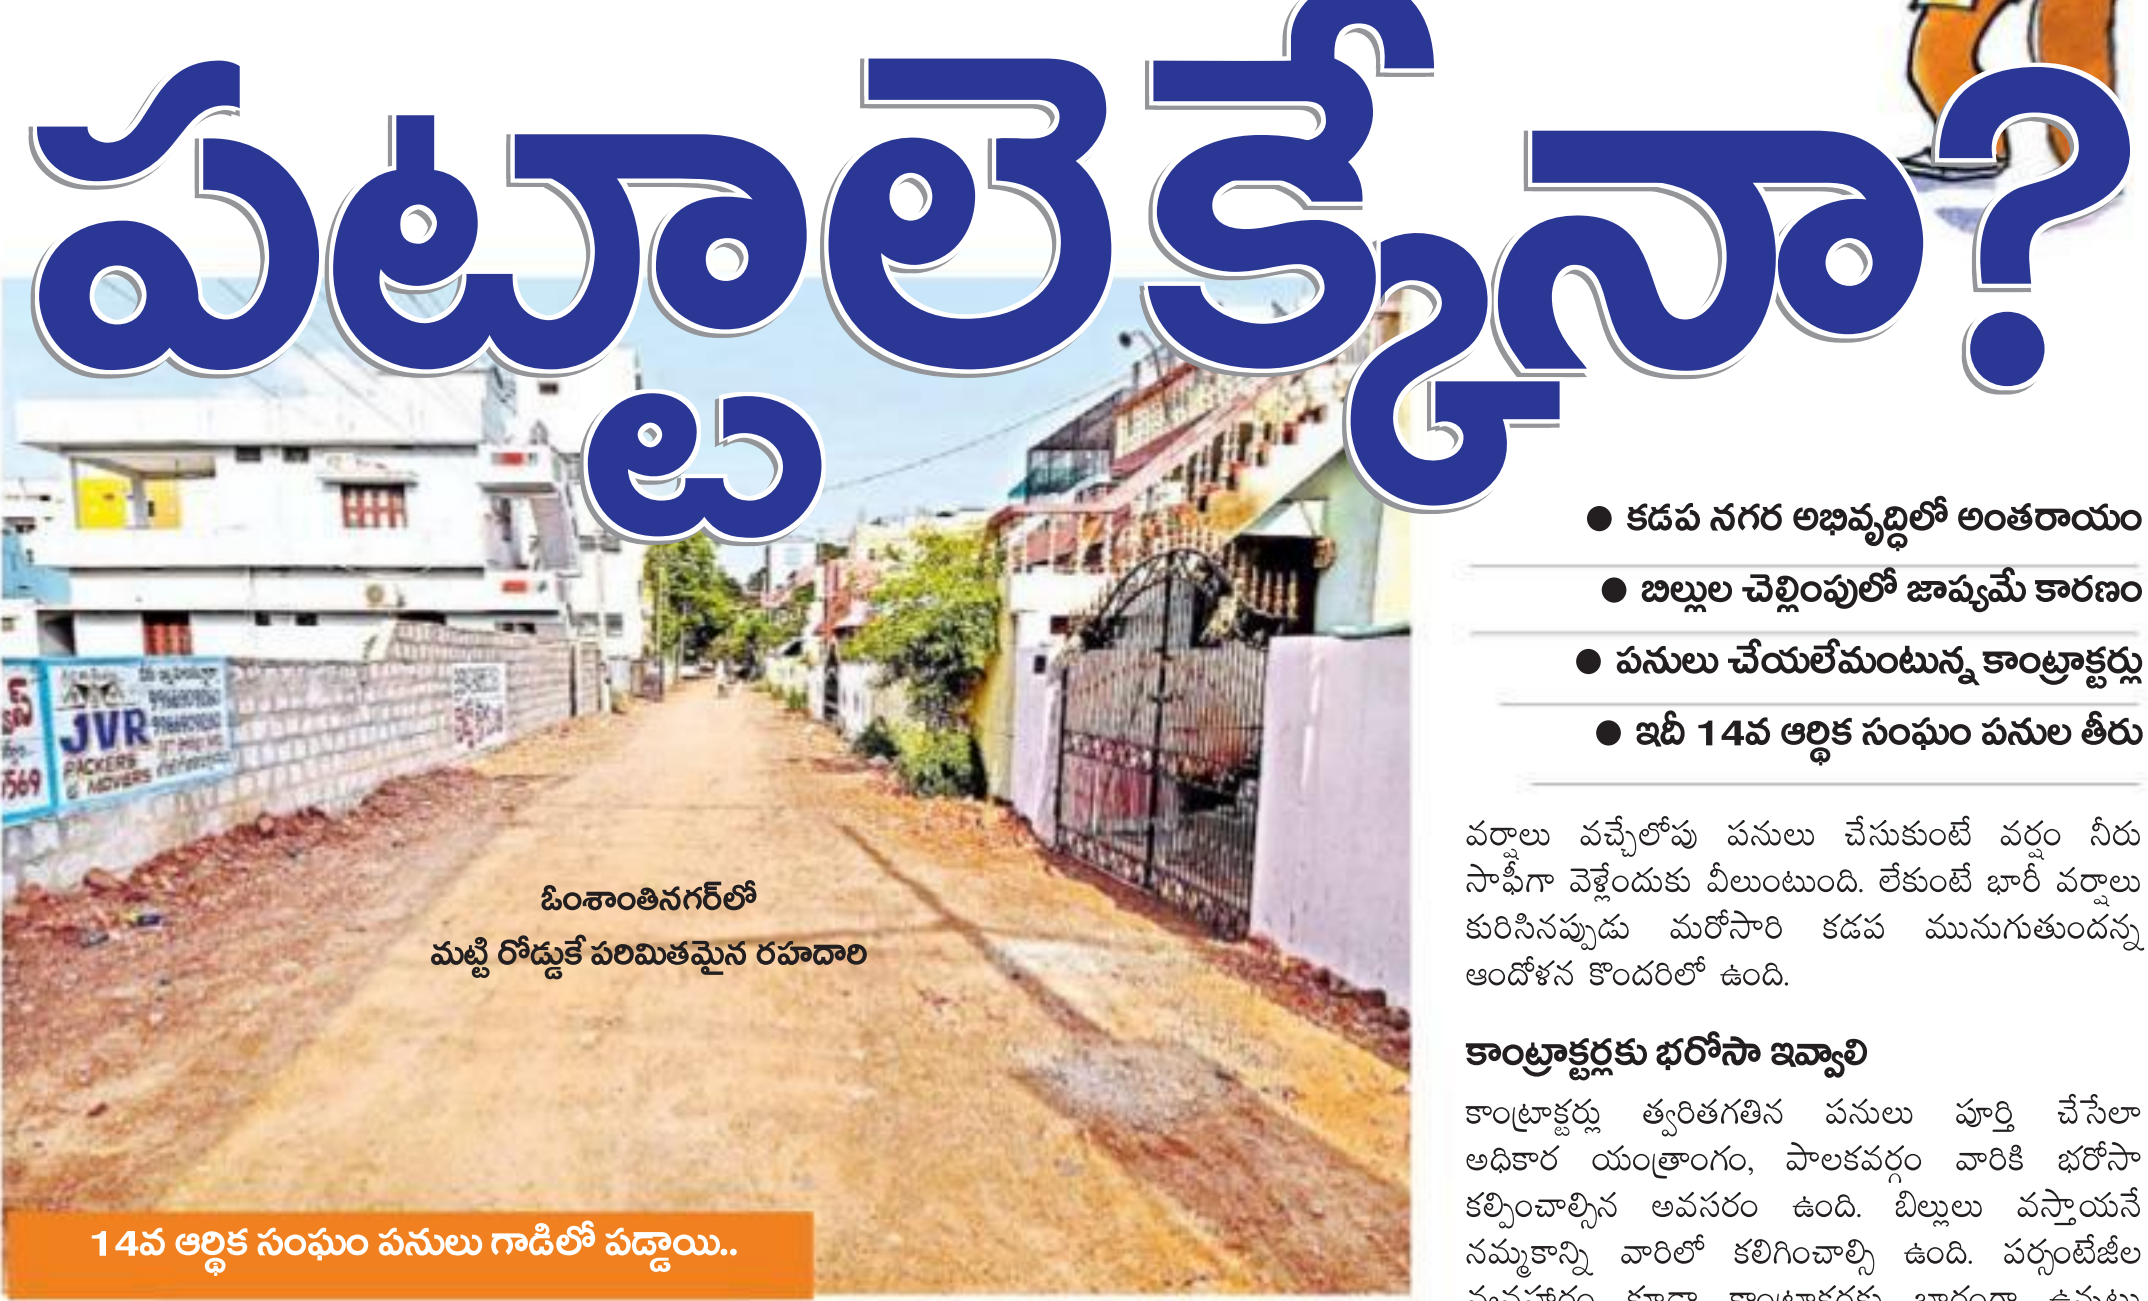 పట్టాలెక్కేనా?
● కడప నగర అభివృద్ధిలో అంతరాయం
● బిల్లుల చెల్లింపులో జాప్యమే కారణం
● పనులు చేయలేమంటున్న కాంట్రాక్టర్లు
● ఇదీ 14వ ఆర్థిక సంఘం పనుల తీరు
JVR
PACKERS
& MOVERS
569
ఓంశాంతినగర్‌లో
మట్టి రోడ్డుకే పరిమితమైన రహదారి
14వ ఆర్థిక సంఘం పనులు గాడిలో పడ్డాయి..
వర్షాలు వచ్చేలోపు పనులు చేసుకుంటే వర్షం నీరు
సాఫీగా వెళ్లేందుకు వీలుంటుంది. లేకుంటే భారీ వర్షాలు
కురిసినప్పుడు మరోసారి కడప మునుగుతుందన్న
ఆందోళన కొందరిలో ఉంది.
కాంట్రాక్టర్లకు భరోసా ఇవ్వాలి
కాంట్రాక్టర్లు త్వరితగతిన పనులు పూర్తి చేసేలా
అధికార యంత్రాంగం, పాలకవర్గం వారికి భరోసా
కల్పించాల్సిన అవసరం ఉంది. బిల్లులు వస్తాయనే
నమ్మకాన్ని వారిలో కలిగించాల్సి ఉంది. పర్సంటేజీల